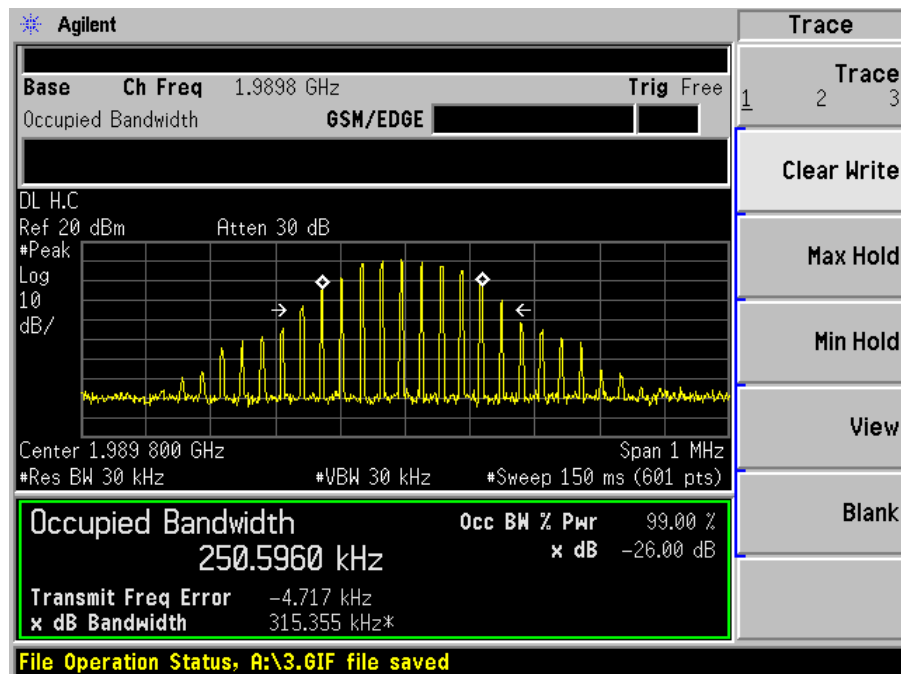 Agilent
Trace
Base Ch Freq 1.9898 GHz Trig Free
Occupied Bandwidth GSM/EDGE
DL H.C
Ref 20 dBm Atten 30 dB
#Peak
Log
10
dB/
Center 1.989 800 GHz Span 1 MHz
#Res BW 30 kHz #VBW 30 kHz #Sweep 150 ms (601 pts)
Occupied Bandwidth Occ BW % Pwr 99.00 %
250.5960 kHz x dB -26.00 dB
Transmit Freq Error -4.717 kHz
x dB Bandwidth 315.355 kHz*
File Operation Status, A:\3.GIF file saved
Trace
1 2 3
Clear Write
Max Hold
Min Hold
View
Blank